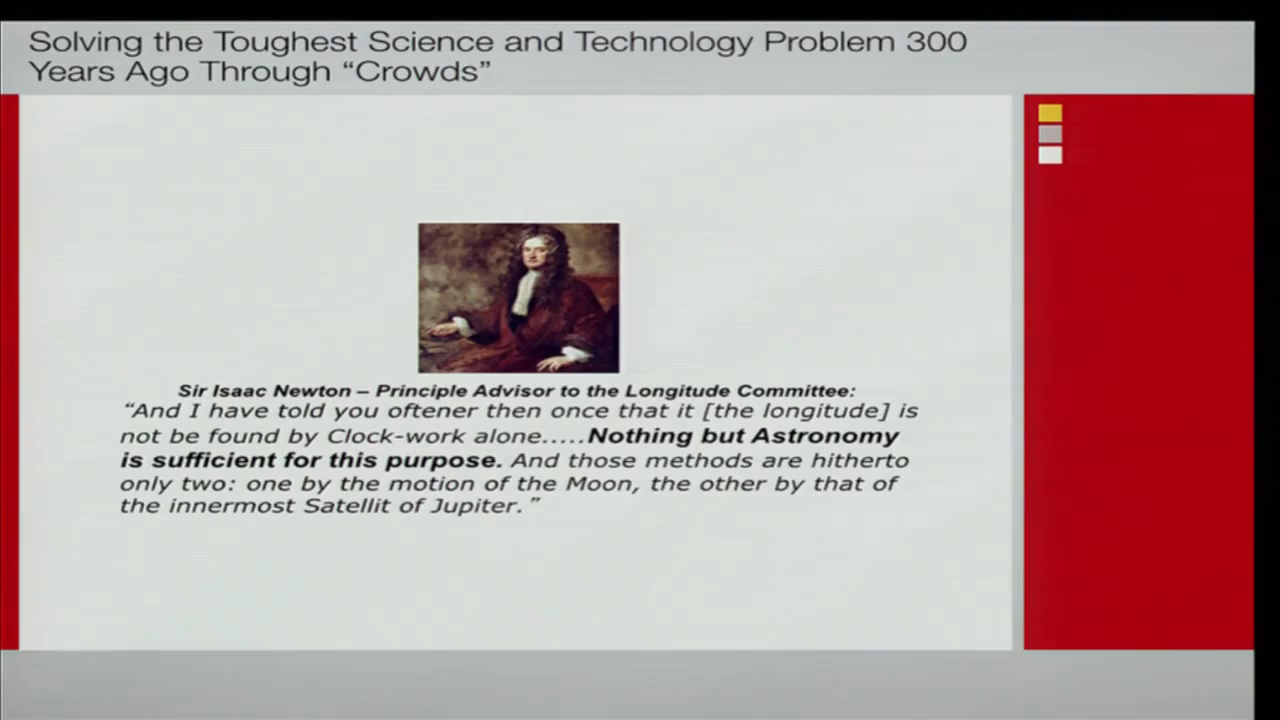 Solving the Toughest Science and Technology Problem 300
Years Ago Through “Crowds”
Sir Isaac Newton – Principle Advisor to the Longitude Committee:
“And I have told you oftener then once that it [the longitude] is
not be found by Clock-work alone.....Nothing but Astronomy
is sufficient for this purpose. And those methods are hitherto
only two: one by the motion of the Moon, the other by that of
the innermost Satellit of Jupiter.”